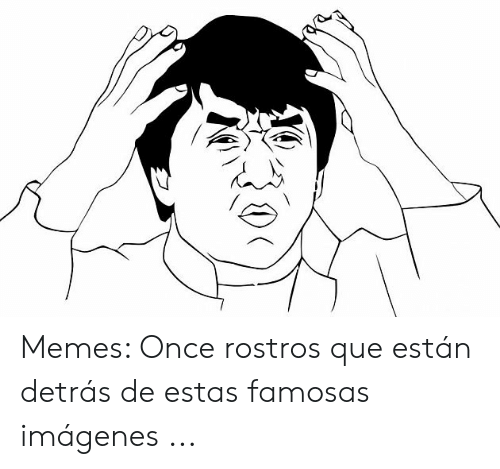 Memes: Once rostros que están
detrás de estas famosas
imágenes ...